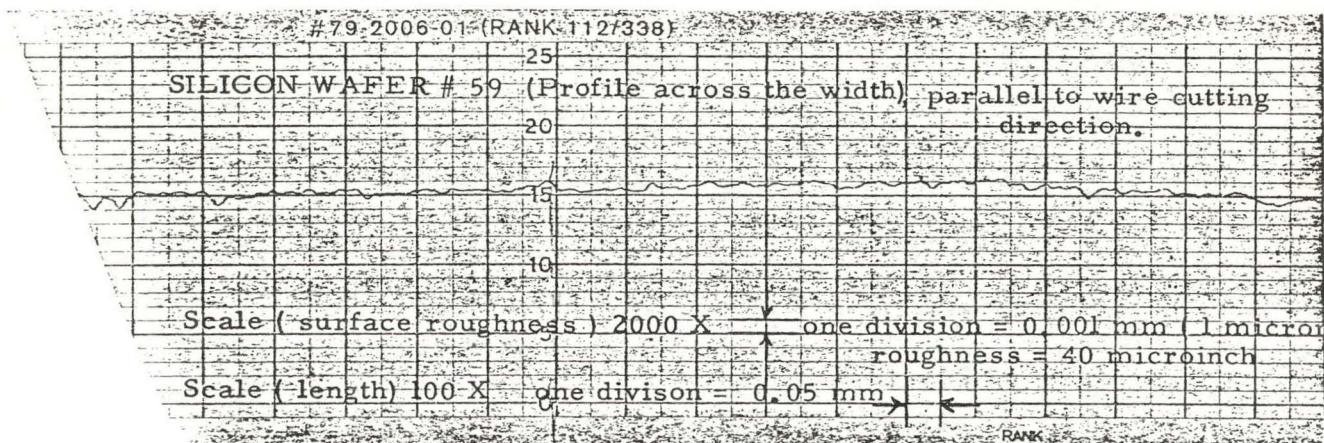 #79-2006-01 (RANK 112/338)
25
SILICON WAFER # 59 (Profile across the width), parallel to wire cutting
direction.
20
15
10
Scale ( surface roughness ) 2000 X one division = 0.001 mm ( 1 micron
5
roughness = 40 microinch
Scale ( length) 100 X one divison = 0.05 mm
0
RANK